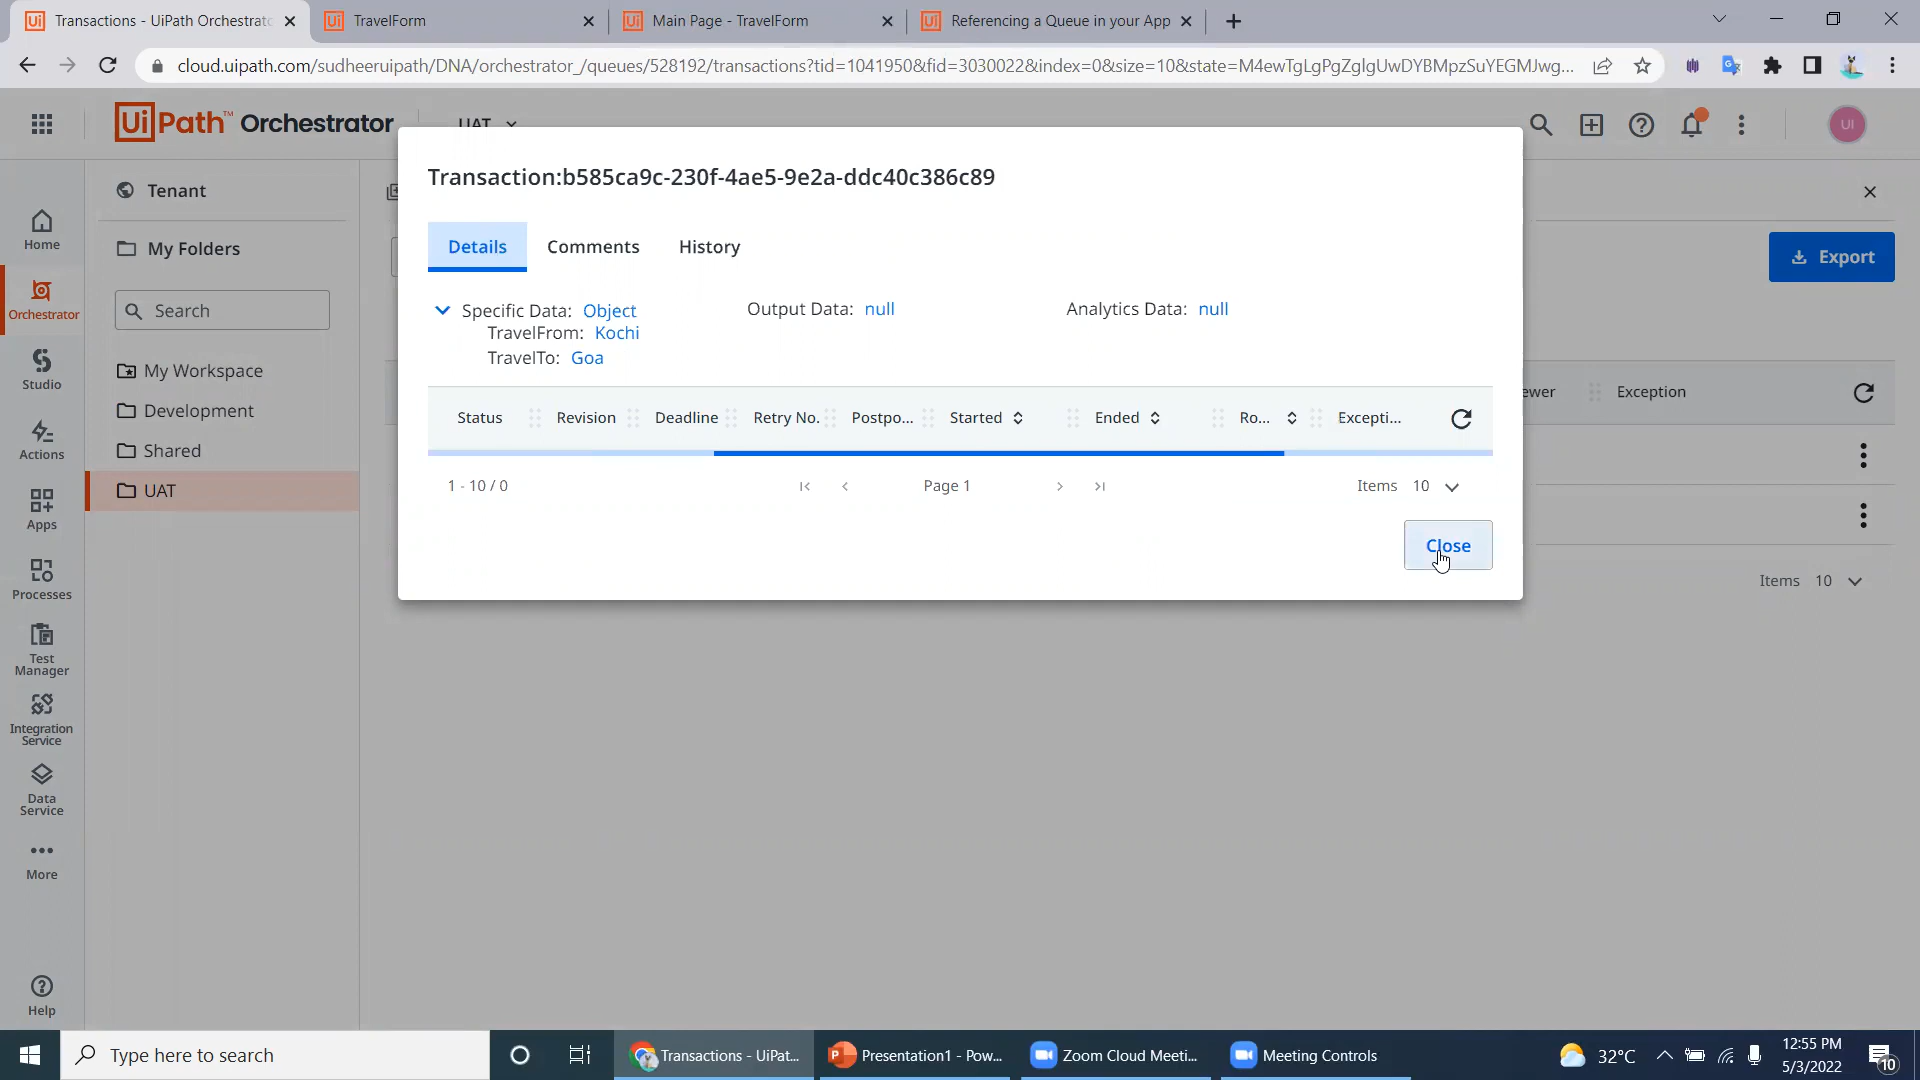 Transactions - UiPath Orchestrato
TravelForm
Main Page - TravelForm
Referencing a Queue in your App
cloud.uipath.com/sudheeruipath/DNA/orchestrator_/queues/528192/transactions?tid=1041950&fid=3030022&index=0&size=10&state=M4ewTgLgPgZglgUwDYBMpzSuYEGMJwg...
UiPath™ Orchestrator
UAT
UI
Transaction:b585ca9c-230f-4ae5-9e2a-ddc40c386c89
Tenant
Home
My Folders
Details
Comments
History
Export
Orchestrator
Search
Specific Data: Object
Output Data: null
Analytics Data: null
TravelFrom: Kochi
TravelTo: Goa
Studio
My Workspace
Development
Shared
UAT
Status
Revision
Deadline
Retry No.
Postpo...
Started
Ended
Ro...
Excepti...
ewer
Exception
Actions
1 - 10 / 0
Page 1
Items 10
Apps
Close
Items 10
Processes
Test
Manager
Integration
Service
Data
Service
More
Help
Type here to search
Transactions - UiPat...
Presentation1 - Pow...
Zoom Cloud Meeti...
Meeting Controls
32°C
12:55 PM
5/3/2022
10